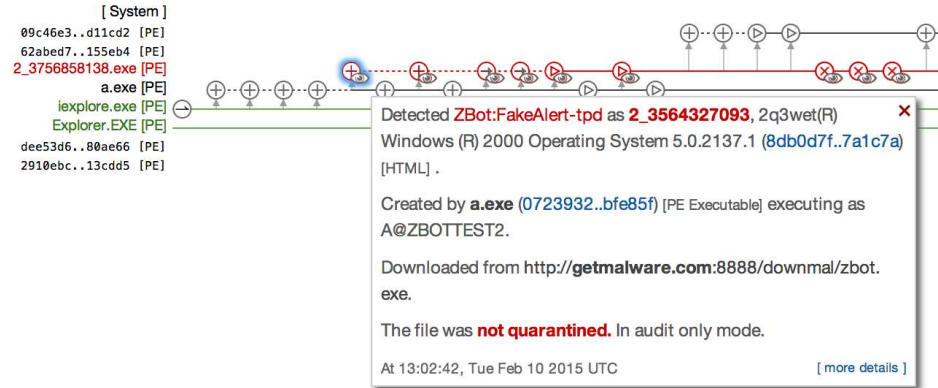 [ System ]
09c46e3..d11cd2 [PE]
62abed7..155eb4 [PE]
2_3756858138.exe [PE]
a.exe [PE]
iexplore.exe [PE]
Explorer.EXE [PE]
dee53d6..80ae66 [PE]
2910ebc..13cdd5 [PE]
Detected ZBot:FakeAlert-tpd as 2_3564327093, 2q3wet(R)
Windows (R) 2000 Operating System 5.0.2137.1 (8db0d7f..7a1c7a)
[HTML] .
Created by a.exe (0723932..bfe85f) [PE Executable] executing as
A@ZBOTTEST2.
Downloaded from http://getmalware.com:8888/downmal/zbot.
exe.
The file was not quarantined. In audit only mode.
At 13:02:42, Tue Feb 10 2015 UTC
[ more details ]